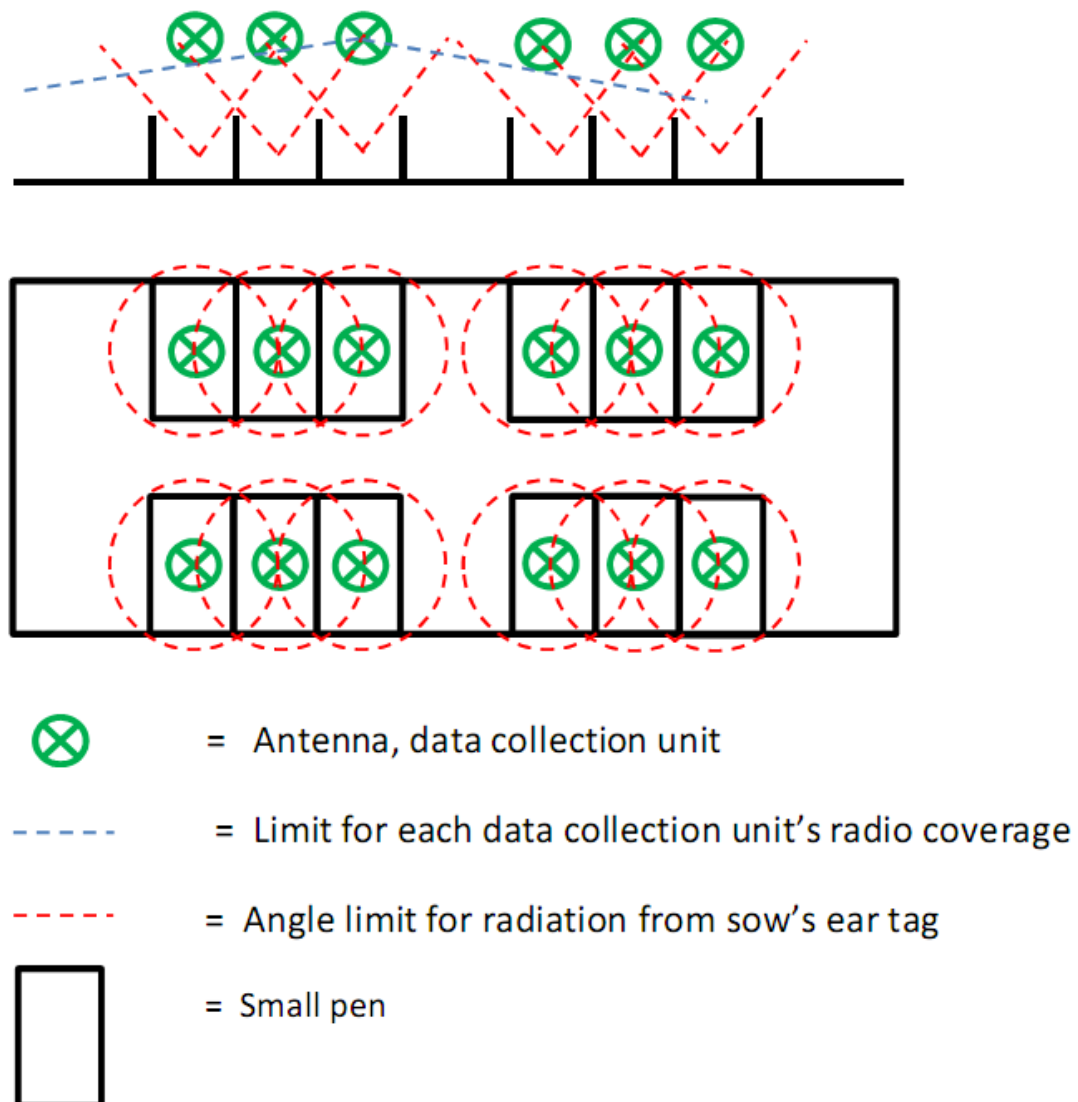 = Antenna, data collection unit
= Limit for each data collection unit’s radio coverage
= Angle limit for radiation from sow’s ear tag
= Small pen